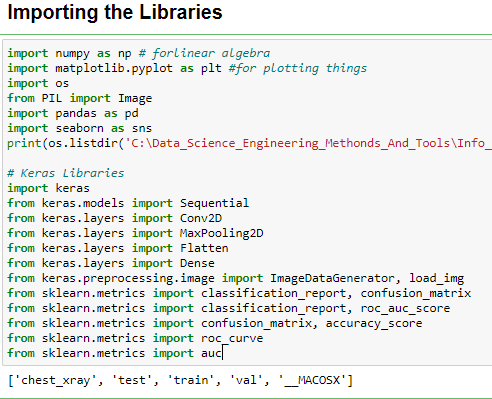 Importing the Libraries
import numpy as np # forlinear algebra
import matplotlib.pyplot as plt #for plotting things
import os
from PIL import Image
import pandas as pd
import seaborn as sns
print(os.listdir('C:\Data_Science_Engineering_Methonds_And_Tools\Info_
# Keras Libraries
import keras
from keras.models import Sequential
from keras.layers import Conv2D
from keras.layers import MaxPooling2D
from keras.layers import Flatten
from keras.layers import Dense
from keras.preprocessing.image import ImageDataGenerator, load_img
from sklearn.metrics import classification_report, confusion_matrix
from sklearn.metrics import classification_report, roc_auc_score
from sklearn.metrics import confusion_matrix, accuracy_score
from sklearn.metrics import roc_curve
from sklearn.metrics import auc
['chest_xray', 'test', 'train', 'val', '__MACOSX']